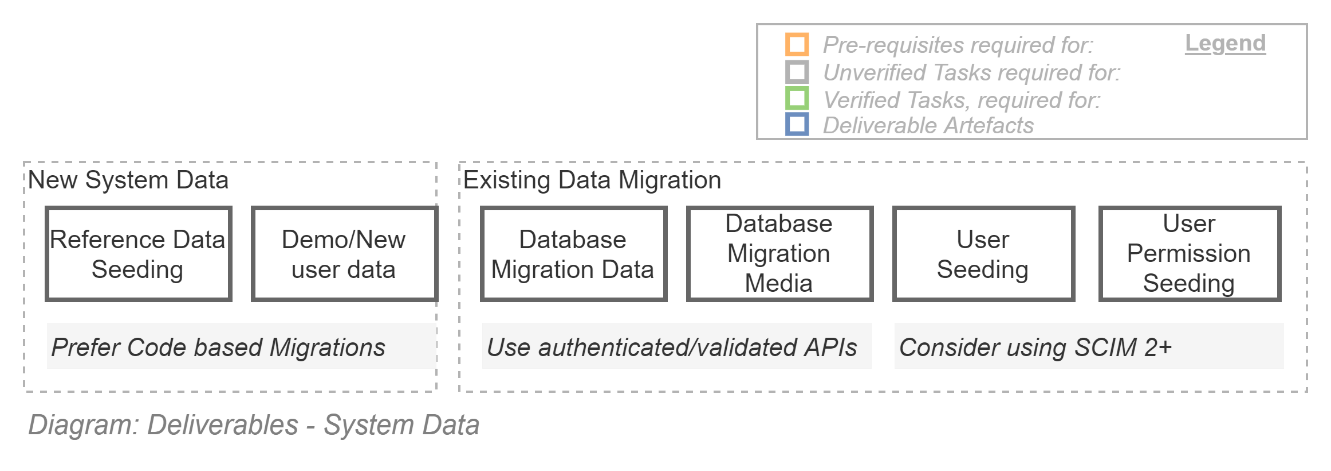 Legend
Pre-requisites required for:
Unverified Tasks required for:
Verified Tasks, required for:
Deliverable Artefacts
New System Data
Reference Data
Seeding
Demo/New
user data
Prefer Code based Migrations
Existing Data Migration
Database
Migration Data
Database
Migration
Media
User
Seeding
User
Permission
Seeding
Use authenticated/validated APIs
Consider using SCIM 2+
Diagram: Deliverables - System Data